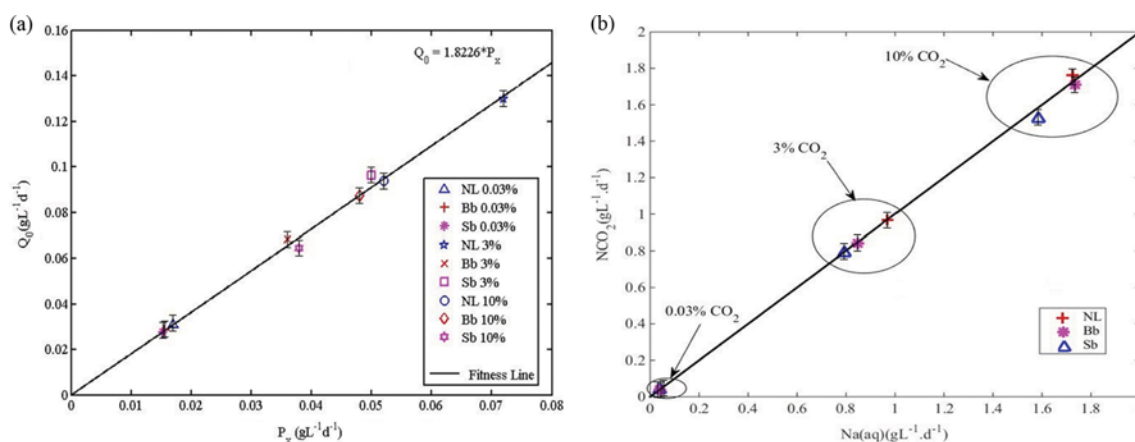 (a)
Q₀ = 1.8226*Pₓ
0.16
0.14
0.12
0.1
0.08
0.06
0.04
0.02
0
Q₀(gL⁻¹d⁻¹)
NL 0.03%
Bb 0.03%
Sb 0.03%
NL 3%
Bb 3%
Sb 3%
NL 10%
Bb 10%
Sb 10%
Fitness Line
0 0.01 0.02 0.03 0.04 0.05 0.06 0.07 0.08
Pₓ (gL⁻¹d⁻¹)
(b)
2
1.8
1.6
1.4
1.2
1
0.8
0.6
0.4
0.2
0
NCO₂(gL⁻¹.d⁻¹)
10% CO₂
3% CO₂
0.03% CO₂
NL
Bb
Sb
0 0.2 0.4 0.6 0.8 1 1.2 1.4 1.6 1.8
Na(aq)(gL⁻¹.d⁻¹)